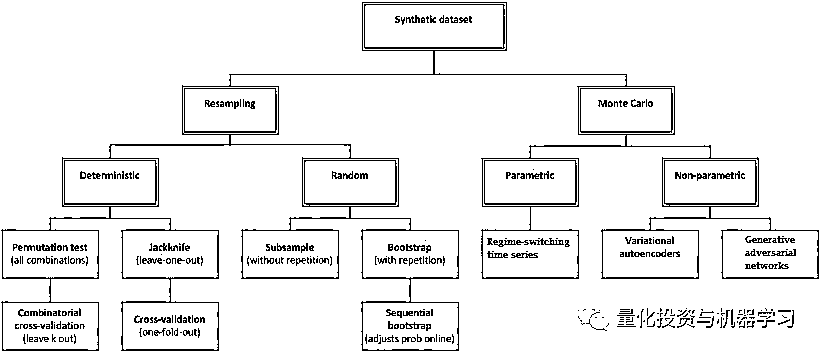 Synthetic dataset
Resampling
Monte Carlo
Deterministic
Random
Parametric
Non-parametric
Permutation test
(all combinations)
Jackknife
(leave-one-out)
Subsample
(without repetition)
Bootstrap
(with repetition)
Regime-switching
time series
Variational
autoencoders
Generative
adversarial
networks
Combinatorial
cross-validation
(leave k out)
Cross-validation
(one-fold-out)
Sequential
bootstrap
(adjusts prob online)
量化投资与机器学习